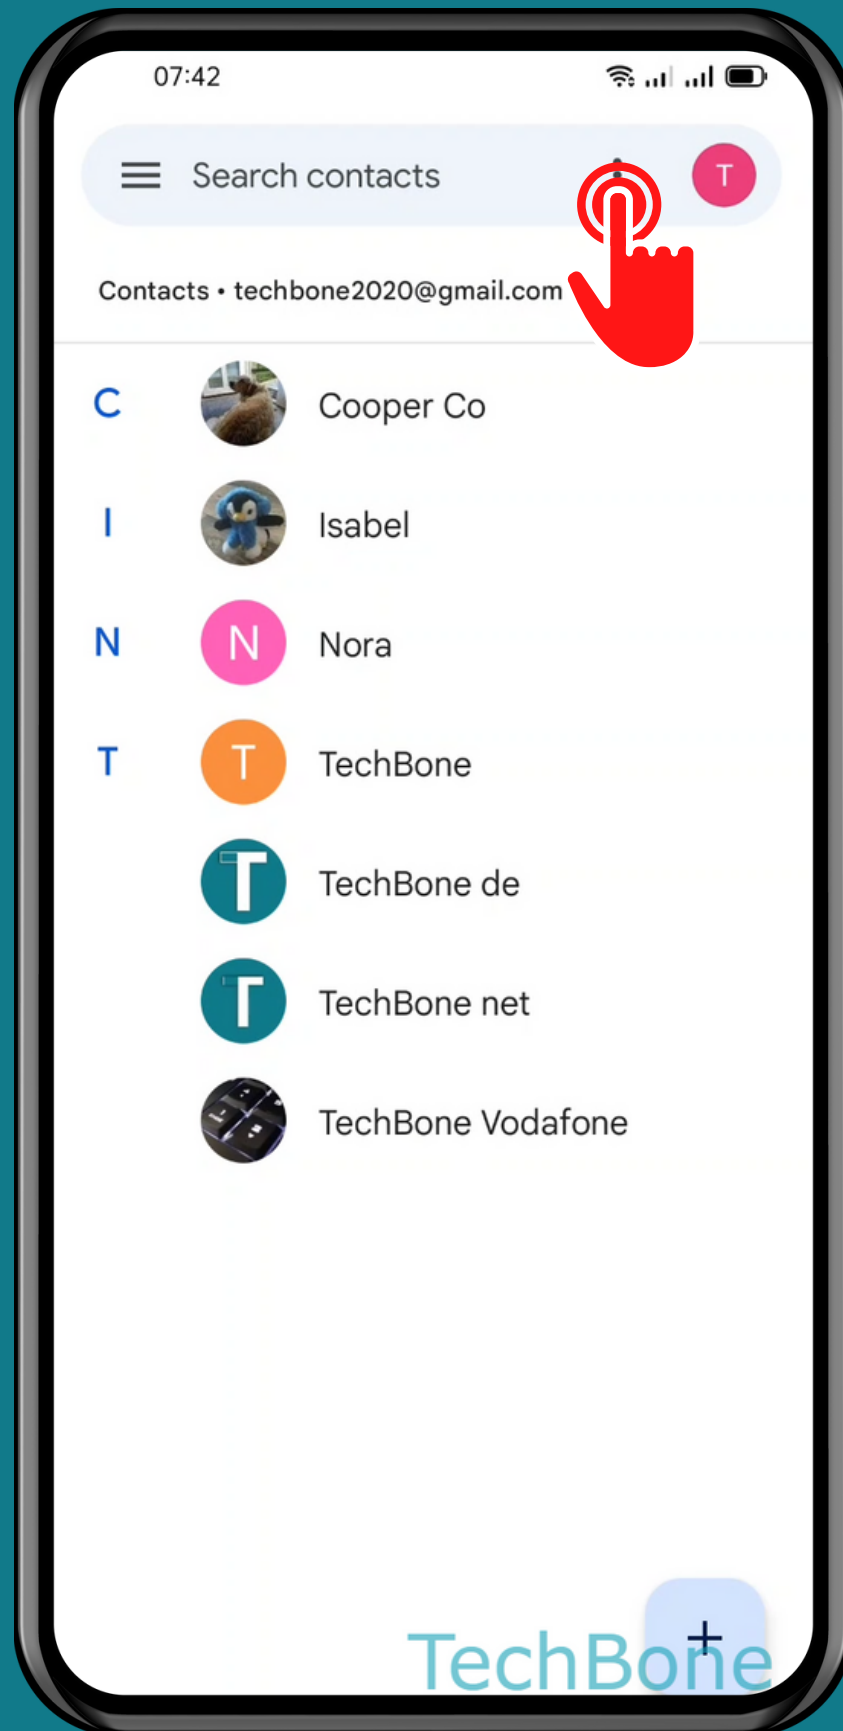 07:42
Search contacts
T
Contacts • techbone2020@gmail.com
C
Cooper Co
I
Isabel
N
N
Nora
T
T
TechBone
T
TechBone de
T
TechBone net
TechBone Vodafone
+
TechBone